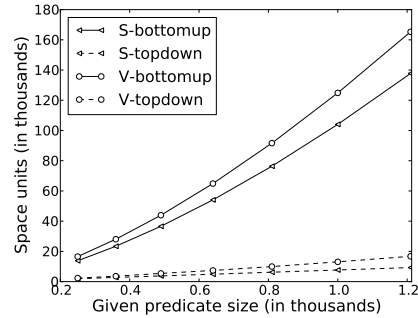 180
160
140
120
100
80
60
40
20
0
Space units (in thousands)
S-bottomup
S-topdown
V-bottomup
V-topdown
0.2 0.4 0.6 0.8 1.0 1.2
Given predicate size (in thousands)